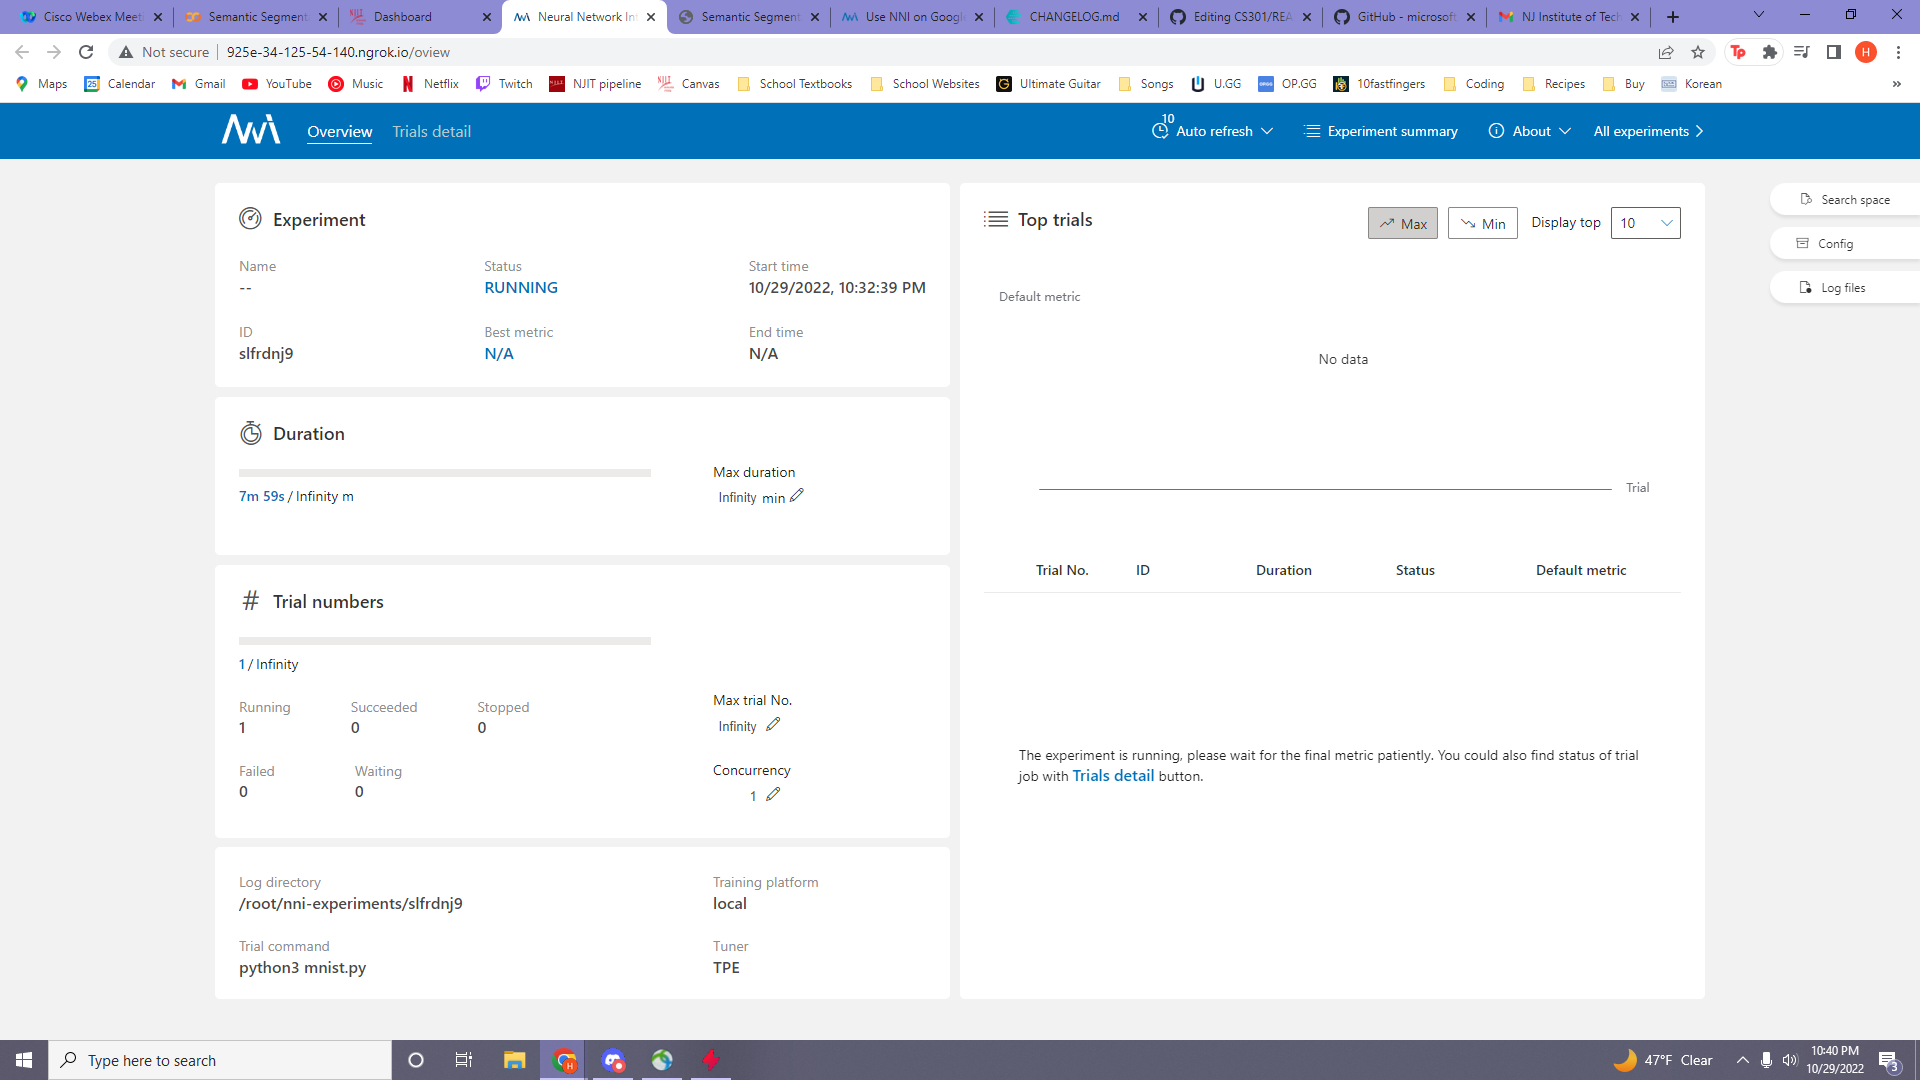 Cisco Webex Meet
Semantic Segment
Dashboard
Neural Network Int
Semantic Segment
Use NNI on Google
CHANGELOG.md
Editing CS301/REA
GitHub - microsoft
NJ Institute of Tech
Not secure
925e-34-125-54-140.ngrok.io/oview
Maps
Calendar
Gmail
YouTube
Music
Netflix
Twitch
NJIT pipeline
Canvas
School Textbooks
School Websites
Ultimate Guitar
Songs
U.GG
OP.GG
10fastfingers
Coding
Recipes
Buy
Korean
Overview
Trials detail
10
Auto refresh
Experiment summary
About
All experiments
Experiment
Name
--
Status
RUNNING
Start time
10/29/2022, 10:32:39 PM
ID
slfrdnj9
Best metric
N/A
End time
N/A
Duration
7m 59s / Infinity m
Max duration
Infinity min
# Trial numbers
1 / Infinity
Running
1
Succeeded
0
Stopped
0
Failed
0
Waiting
0
Max trial No.
Infinity
Concurrency
1
Log directory
/root/nni-experiments/slfrdnj9
Training platform
local
Trial command
python3 mnist.py
Tuner
TPE
Top trials
Max
Min
Display top
10
Default metric
No data
Trial
Trial No. ID Duration Status Default metric
The experiment is running, please wait for the final metric patiently. You could also find status of trial
job with Trials detail button.
Search space
Config
Log files
Type here to search
47°F Clear
10:40 PM
10/29/2022
3